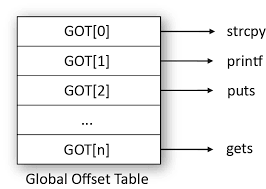 GOT[0] strcpy
GOT[1] printf
GOT[2] puts
...
GOT[n] gets
Global Offset Table